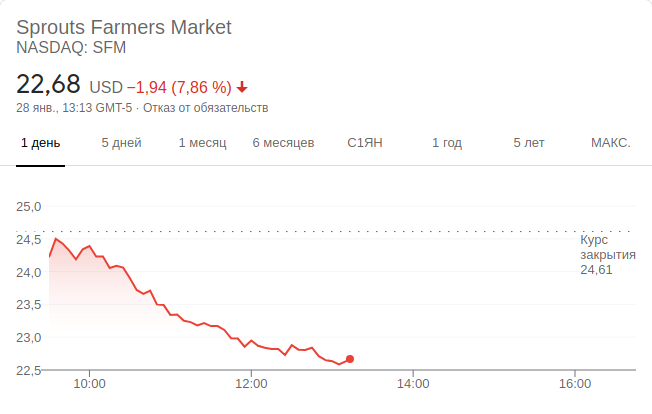 Sprouts Farmers Market
NASDAQ: SFM
22,68 USD −1,94 (7,86 %)
28 янв., 13:13 GMT-5 · Отказ от обязательств
1 день 5 дней 1 месяц 6 месяцев С1ЯН 1 год 5 лет МАКС.
25,0
24,5
Курс
закрытия
24,61
24,0
23,5
23,0
22,5
10:00 12:00 14:00 16:00